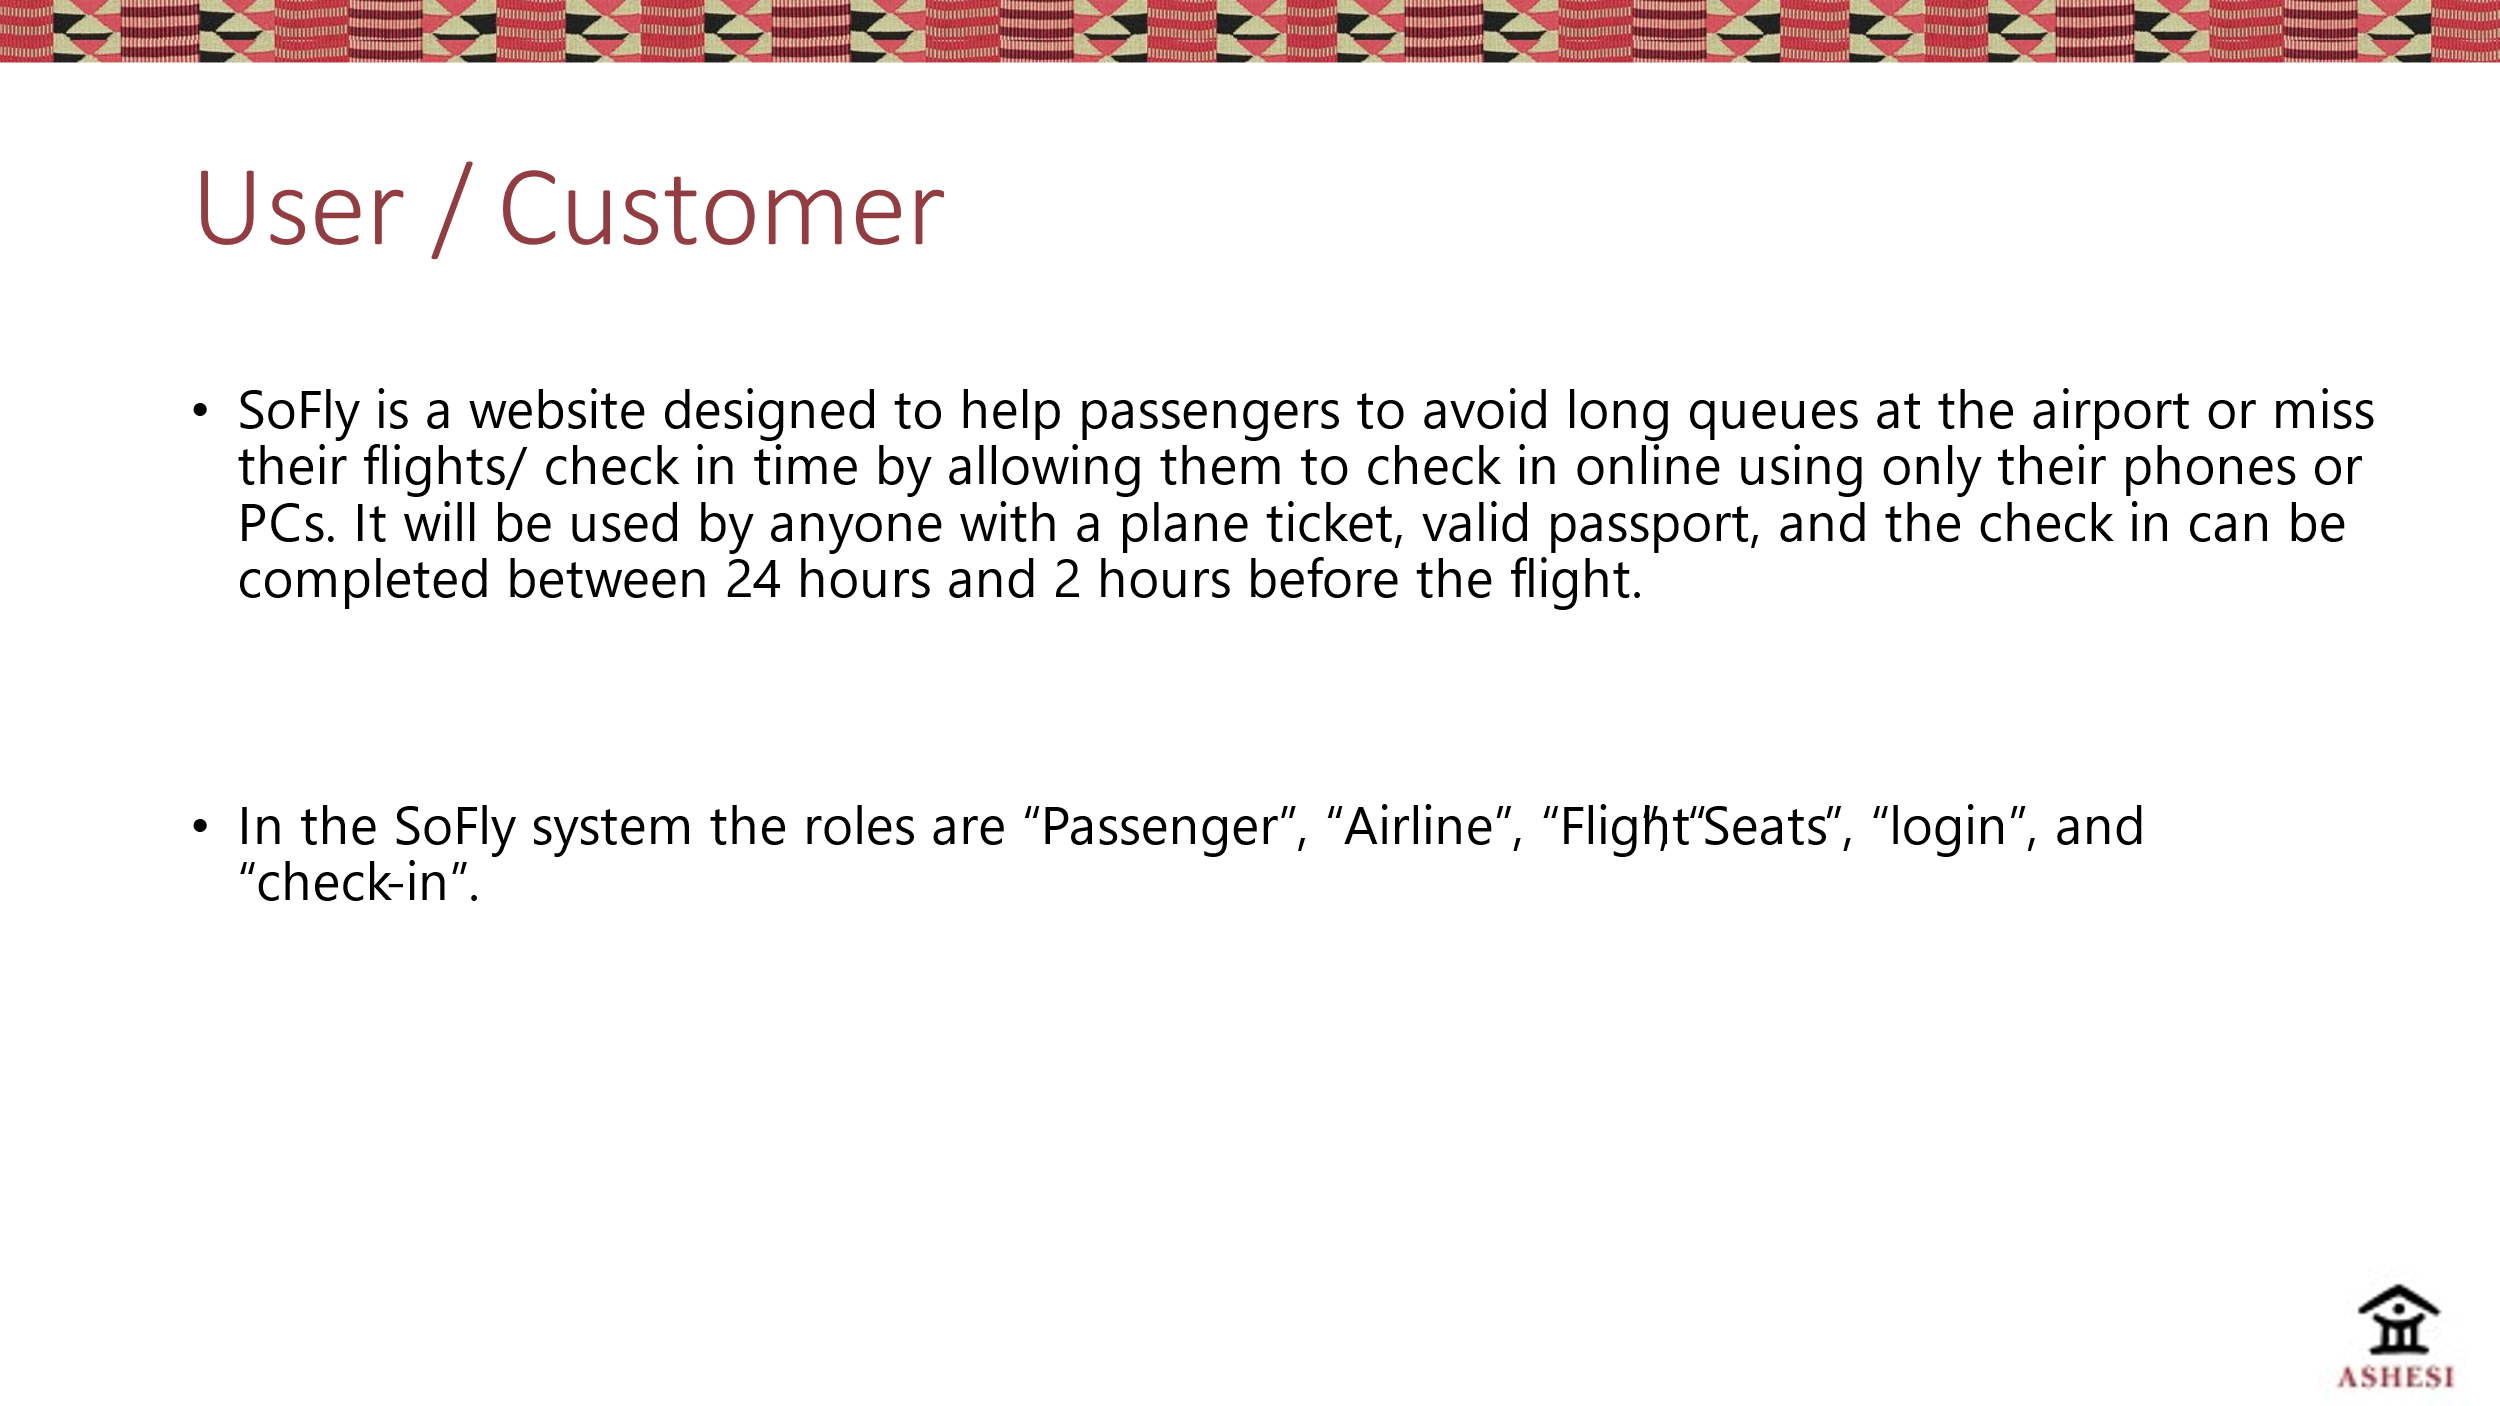 User / Customer
• SoFly is a website designed to help passengers to avoid long queues at the airport or miss
their flights/ check in time by allowing them to check in online using only their phones or
PCs. It will be used by anyone with a plane ticket, valid passport, and the check in can be
completed between 24 hours and 2 hours before the flight.
• In the SoFly system the roles are “Passenger”, “Airline”, “Flight”, “Seats”, “login”, and
“check-in”.
ASHESI